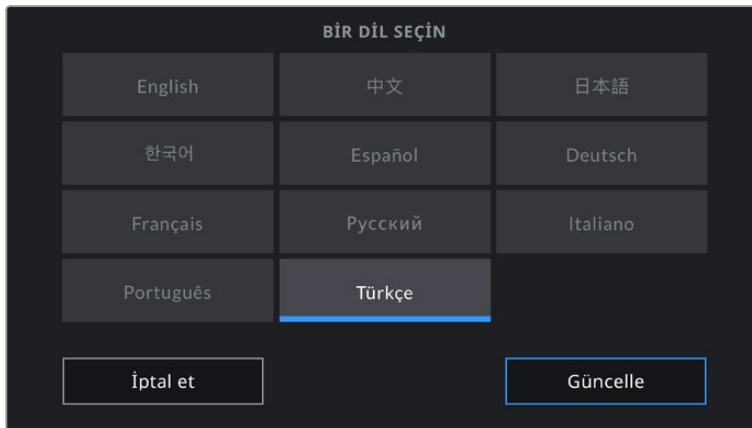 BİR DİL SEÇİN
English 中文 日本語
한국어 Español Deutsch
Français Русский Italiano
Português Türkçe
İptal et Güncelle